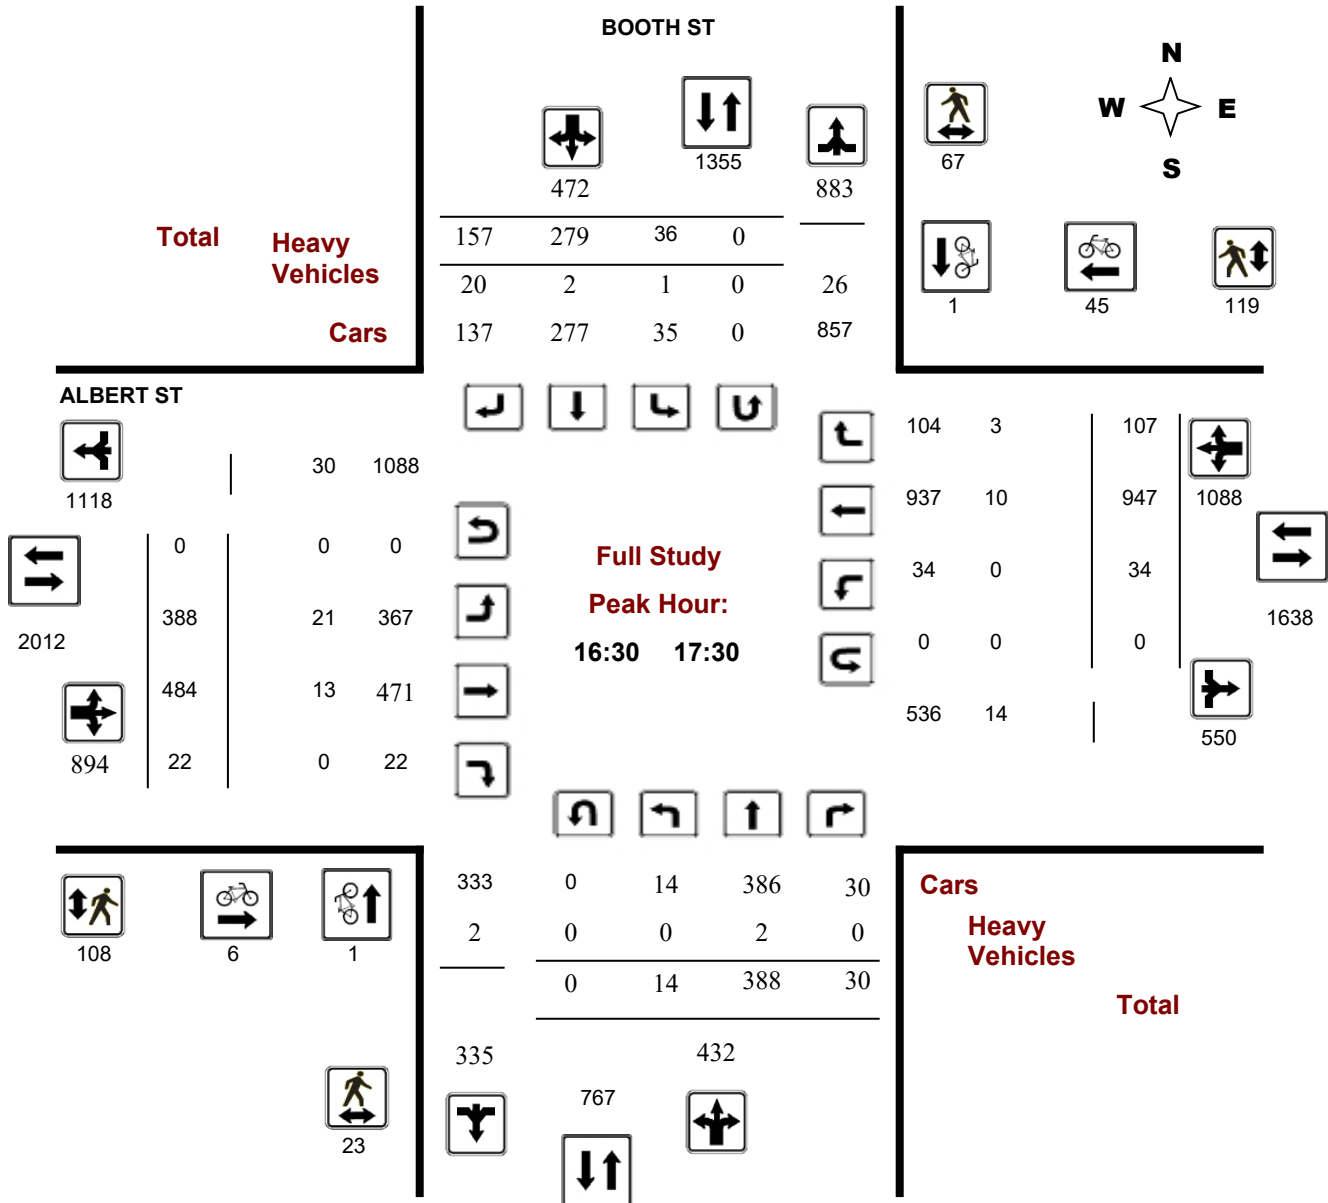 BOOTH ST
N
W E
S
1355
67
472
883
Total
Heavy
Vehicles
Cars
157 279 36 0
20 2 1 0 26
137 277 35 0 857
1 45 119
ALBERT ST
1118
30 1088
0 0 0
388 21 367
2012
484 13 471
894
22 0 22
Full Study
Peak Hour:
16:30 17:30
104 3 107
937 10 947
1088
34 0 34
1638
0 0 0
536 14
550
108 6 1
333 0 14 386 30
2 0 0 2 0
0 14 388 30
Cars
Heavy
Vehicles
Total
335 432
767
23